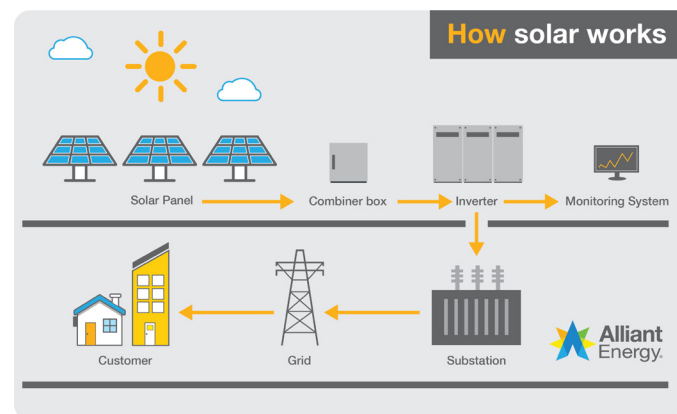 How solar works
Solar Panel
Combiner box
Inverter
Monitoring System
Customer
Grid
Substation
Alliant
Energy®